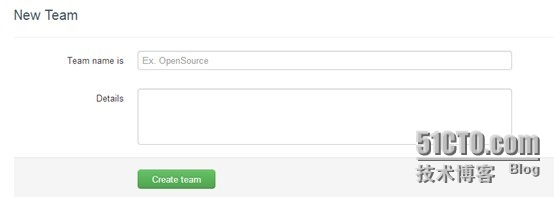 New Team
Team name is
Ex. OpenSource
Details
Create team
51CTO.com
技术博客 Blog